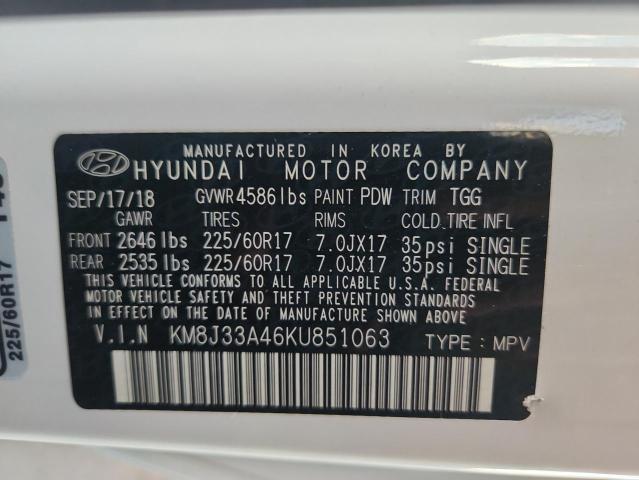 MANUFACTURED IN KOREA BY
HYUNDAI MOTOR COMPANY
SEP/17/18 GVWR 4586 lbs PAINT PDW TRIM TGG
GAWR TIRES RIMS COLD TIRE INFL
FRONT 2646 lbs 225/60R17 7.0JX17 35psi SINGLE
REAR 2535 lbs 225/60R17 7.0JX17 35psi SINGLE
THIS VEHICLE CONFORMS TO ALL APPLICABLE U.S.A. FEDERAL
MOTOR VEHICLE SAFETY AND THEFT PREVENTION STANDARDS
IN EFFECT ON THE DATE OF MANUFACTURE SHOWN ABOVE.
V.I.N KM8J33A46KU851063 TYPE : MPV
225/60R17